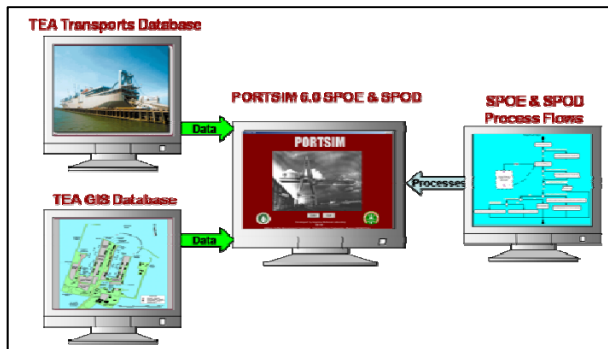 TEA Transports Database
PORTSIM 6.0 SPOE & SPOD
SPOE & SPOD
Process Flows
Data
PORTSIM
Processes
TEA GIS Database
Data